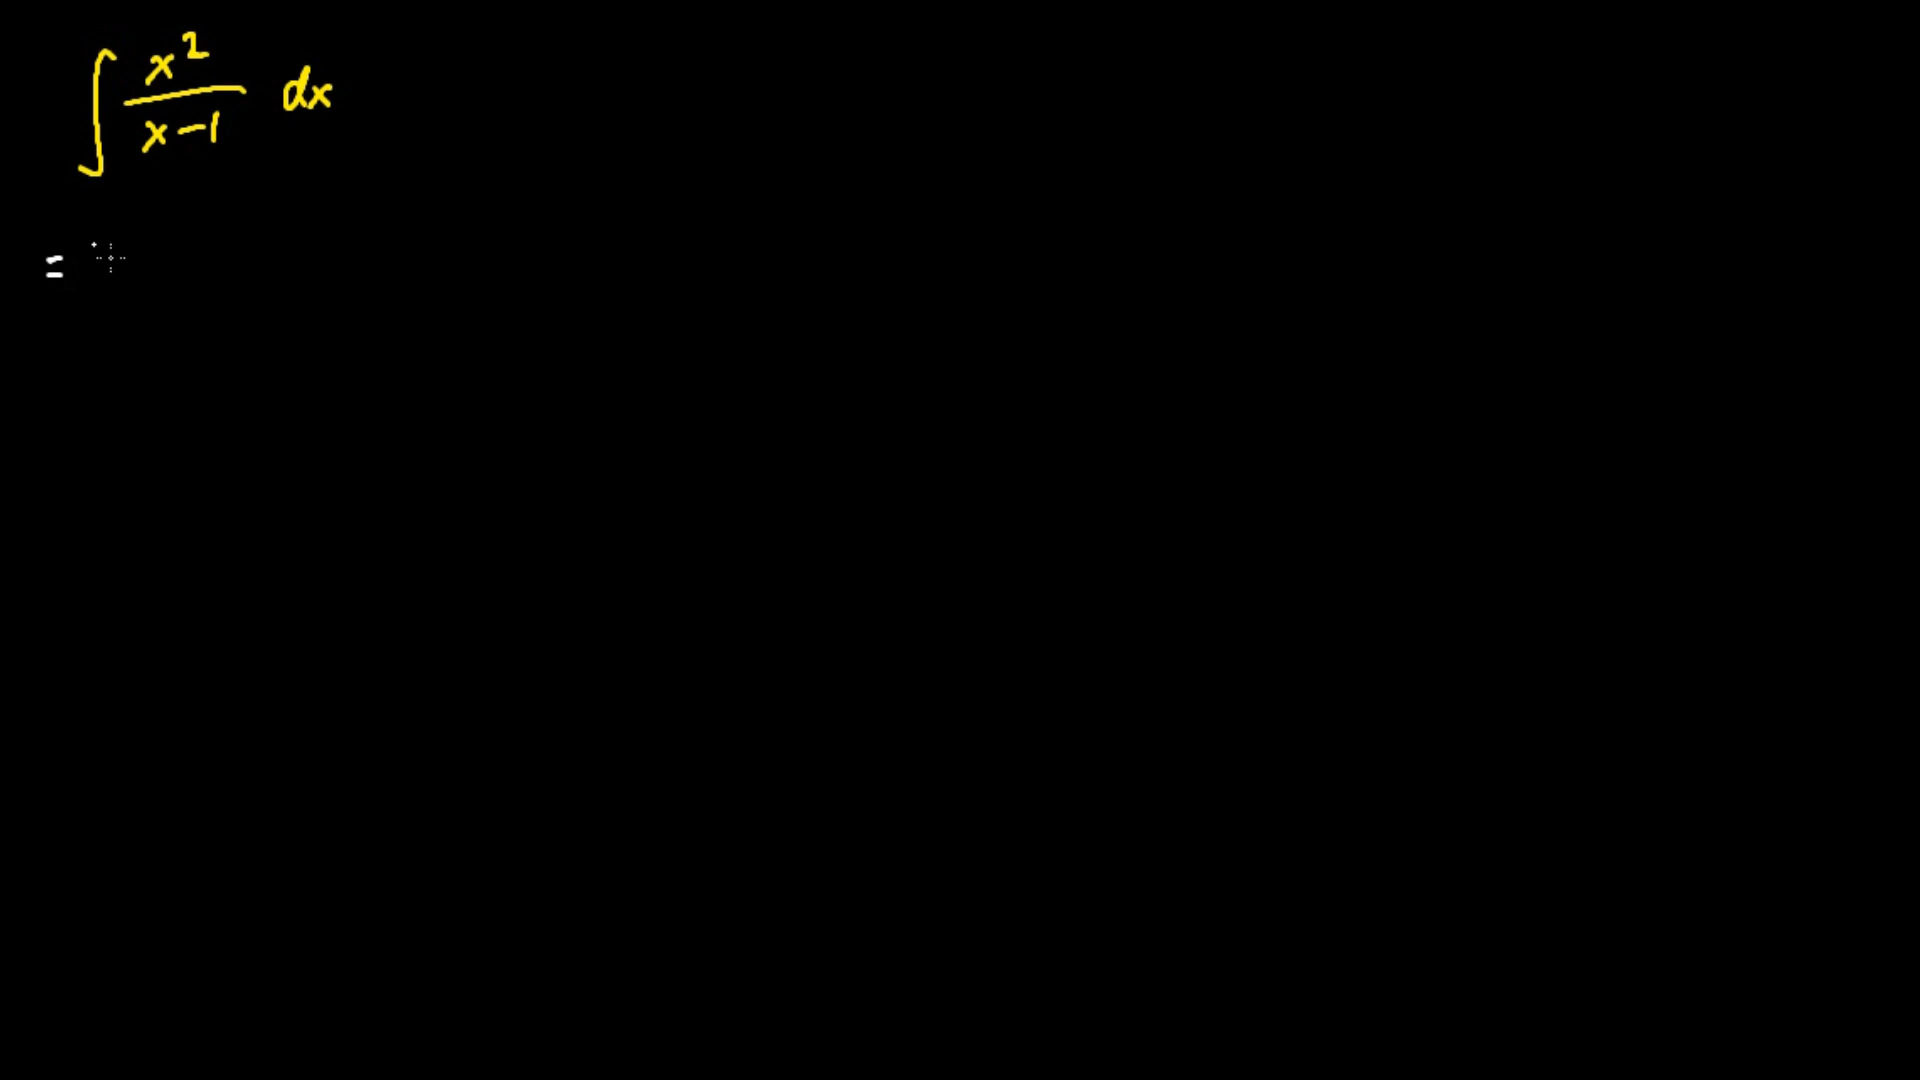 ∫ x²/(x-1) dx
=